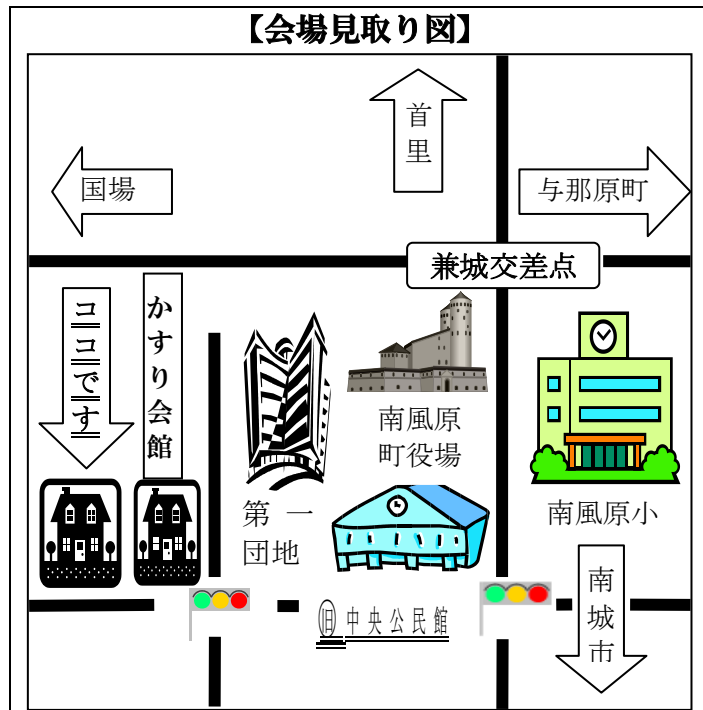 【会場見取り図】
首里
国場
与那原町
兼城交差点
ココです
かすり会館
南風原
町役場
第一
団地
南風原小
㊆中央公民館
南城市